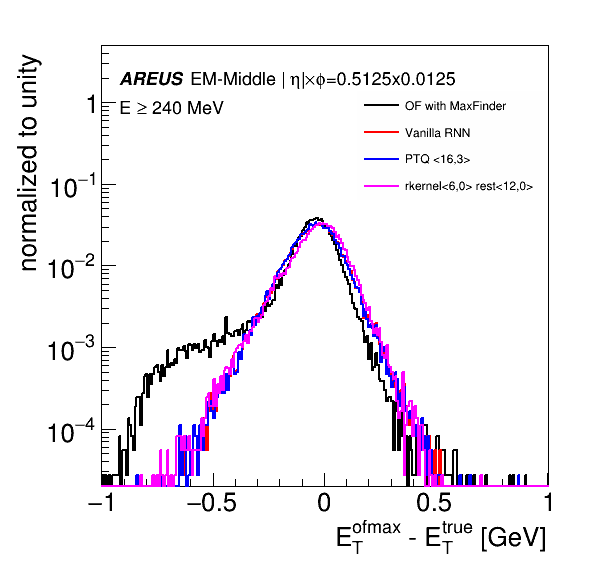 AREUS EM-Middle | η|×ϕ=0.5125x0.0125
E ≥ 240 MeV
OF with MaxFinder
Vanilla RNN
PTQ <16,3>
rkernel<6,0> rest<12,0>
normalized to unity
1
10−1
10−2
10−3
10−4
−1 −0.5 0 0.5 1
E_T^ofmax - E_T^true [GeV]